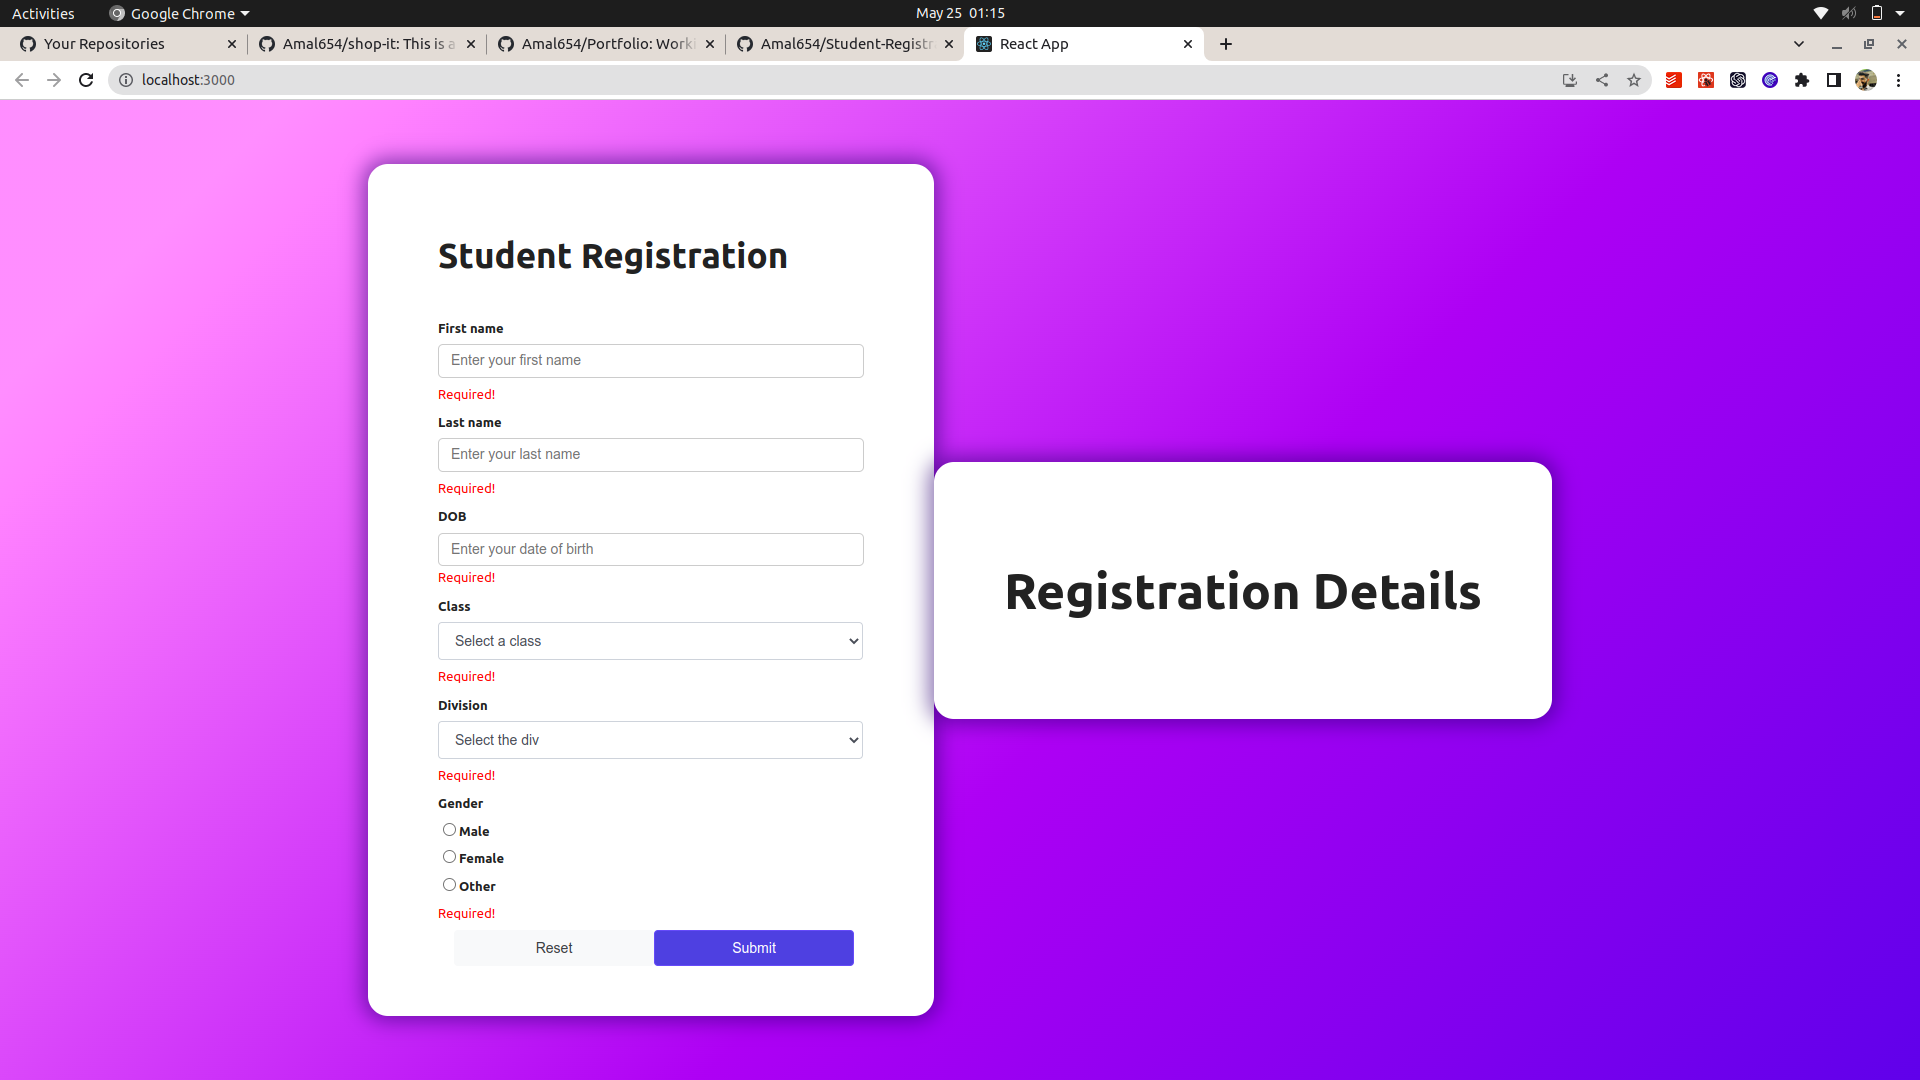 Activities
Google Chrome
May 25 01:15
Your Repositories
Amal654/shop-it: This is a
Amal654/Portfolio: Worki
Amal654/Student-Registr
React App
localhost:3000
Student Registration
First name
Enter your first name
Required!
Last name
Enter your last name
Required!
DOB
Enter your date of birth
Required!
Class
Select a class
Required!
Division
Select the div
Required!
Gender
Male
Female
Other
Required!
Reset
Submit
Registration Details